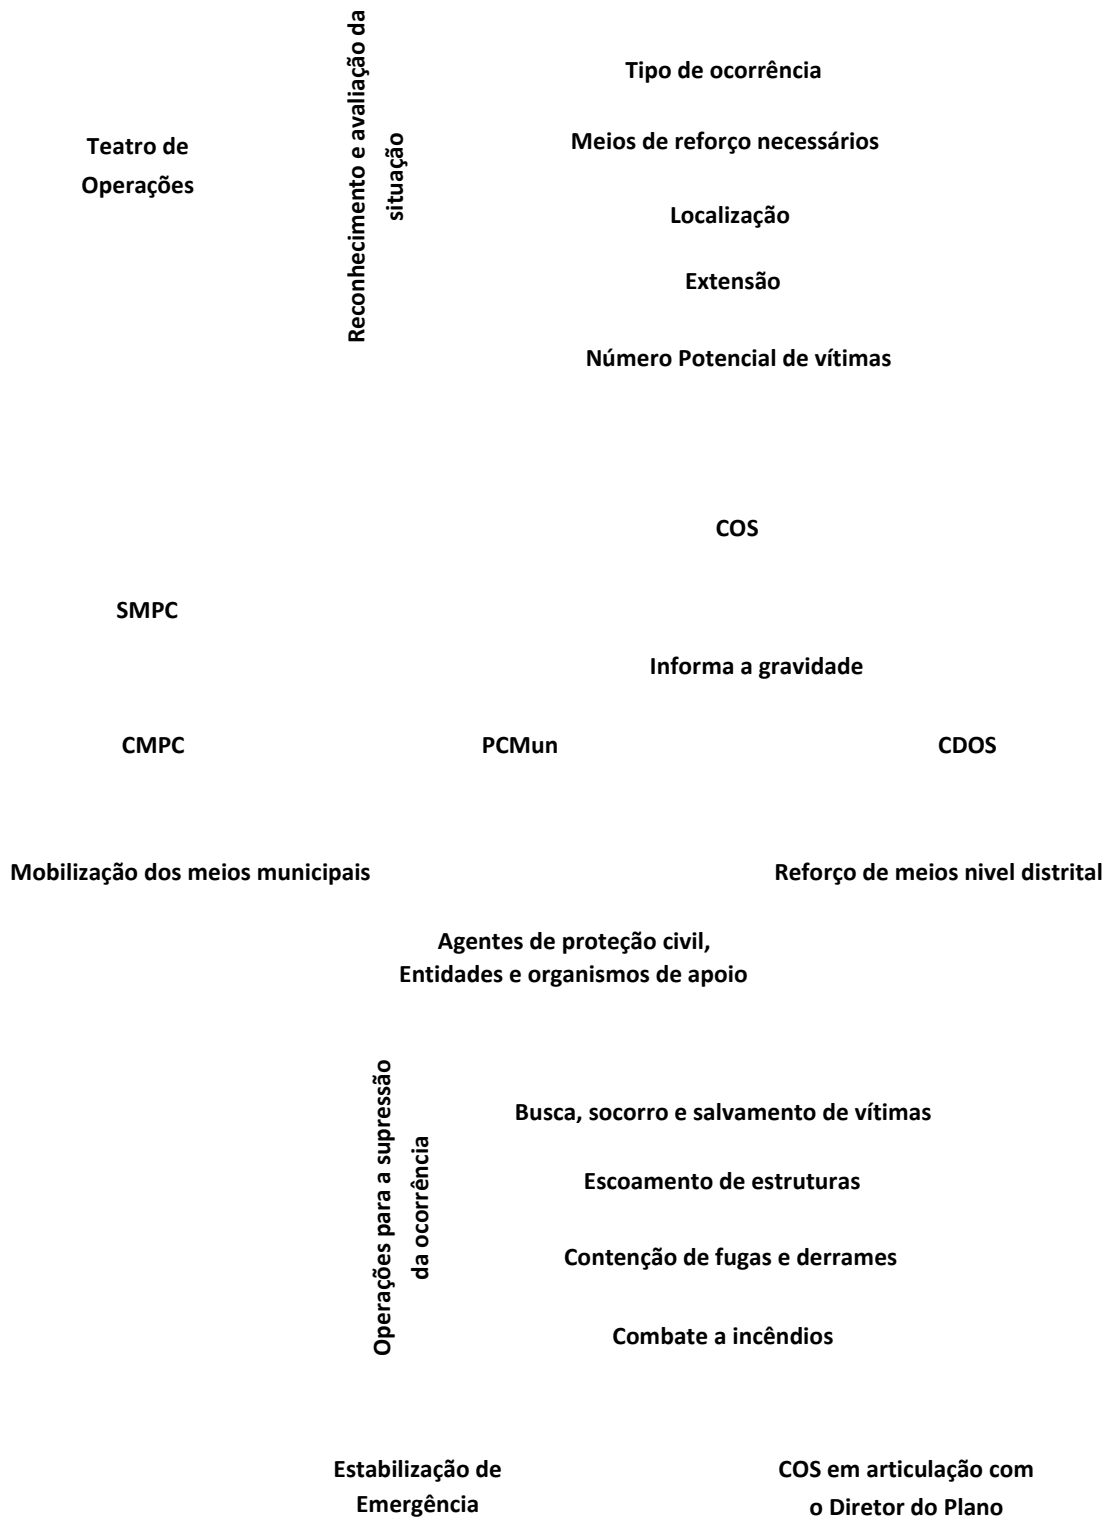 Tipo de ocorrência
Reconhecimento e avaliação da
situação
Teatro de
Operações
Meios de reforço necessários
Localização
Extensão
Número Potencial de vítimas
COS
SMPC
Informa a gravidade
CMPC
PCMun
CDOS
Mobilização dos meios municipais
Reforço de meios nivel distrital
Agentes de proteção civil,
Entidades e organismos de apoio
Operações para a supressão
da ocorrência
Busca, socorro e salvamento de vítimas
Escoamento de estruturas
Contenção de fugas e derrames
Combate a incêndios
Estabilização de
Emergência
COS em articulação com
o Diretor do Plano